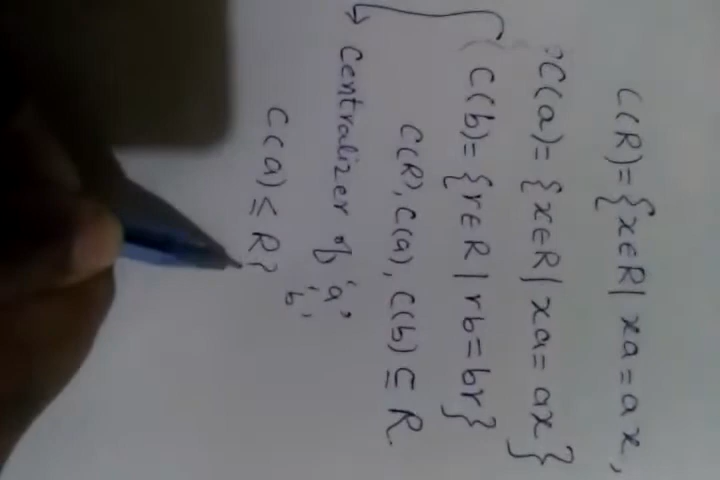 C(R)={x∈R| xa=ax,
C(a)={x∈R| xa=ax}
C(b)={r∈R | rb=br}
C(R), C(a), C(b) ⊆ R.
↳ Centralizer of 'a',
'b',
C(a) ≤ R?